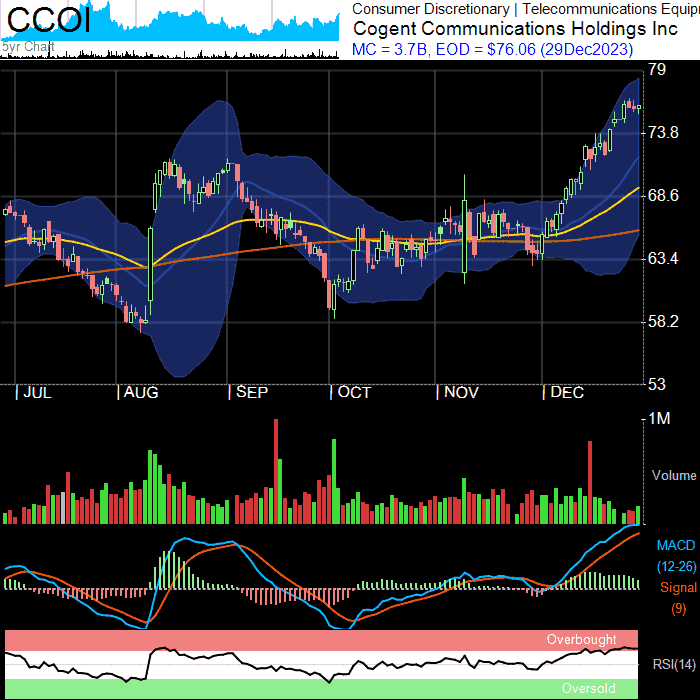 CCOI
5yr Chart
Consumer Discretionary | Telecommunications Equip
Cogent Communications Holdings Inc
MC = 3.7B, EOD = $76.06 (29Dec2023)
79
73.8
68.6
63.4
58.2
53
JUL AUG SEP OCT NOV DEC
1M
Volume
MACD
(12-26)
Signal
(9)
Overbought
RSI(14)
Oversold